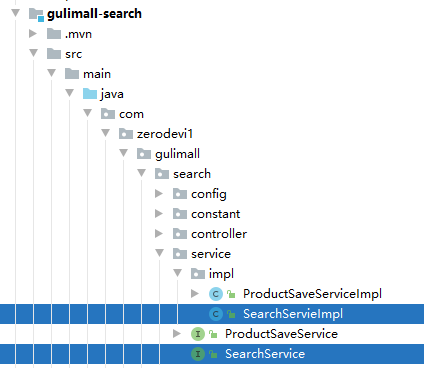 gulimall-search
.mvn
src
main
java
com
zerodevi1
gulimall
search
config
constant
controller
service
impl
C ProductSaveServiceImpl
C SearchServieImpl
I ProductSaveService
I SearchService